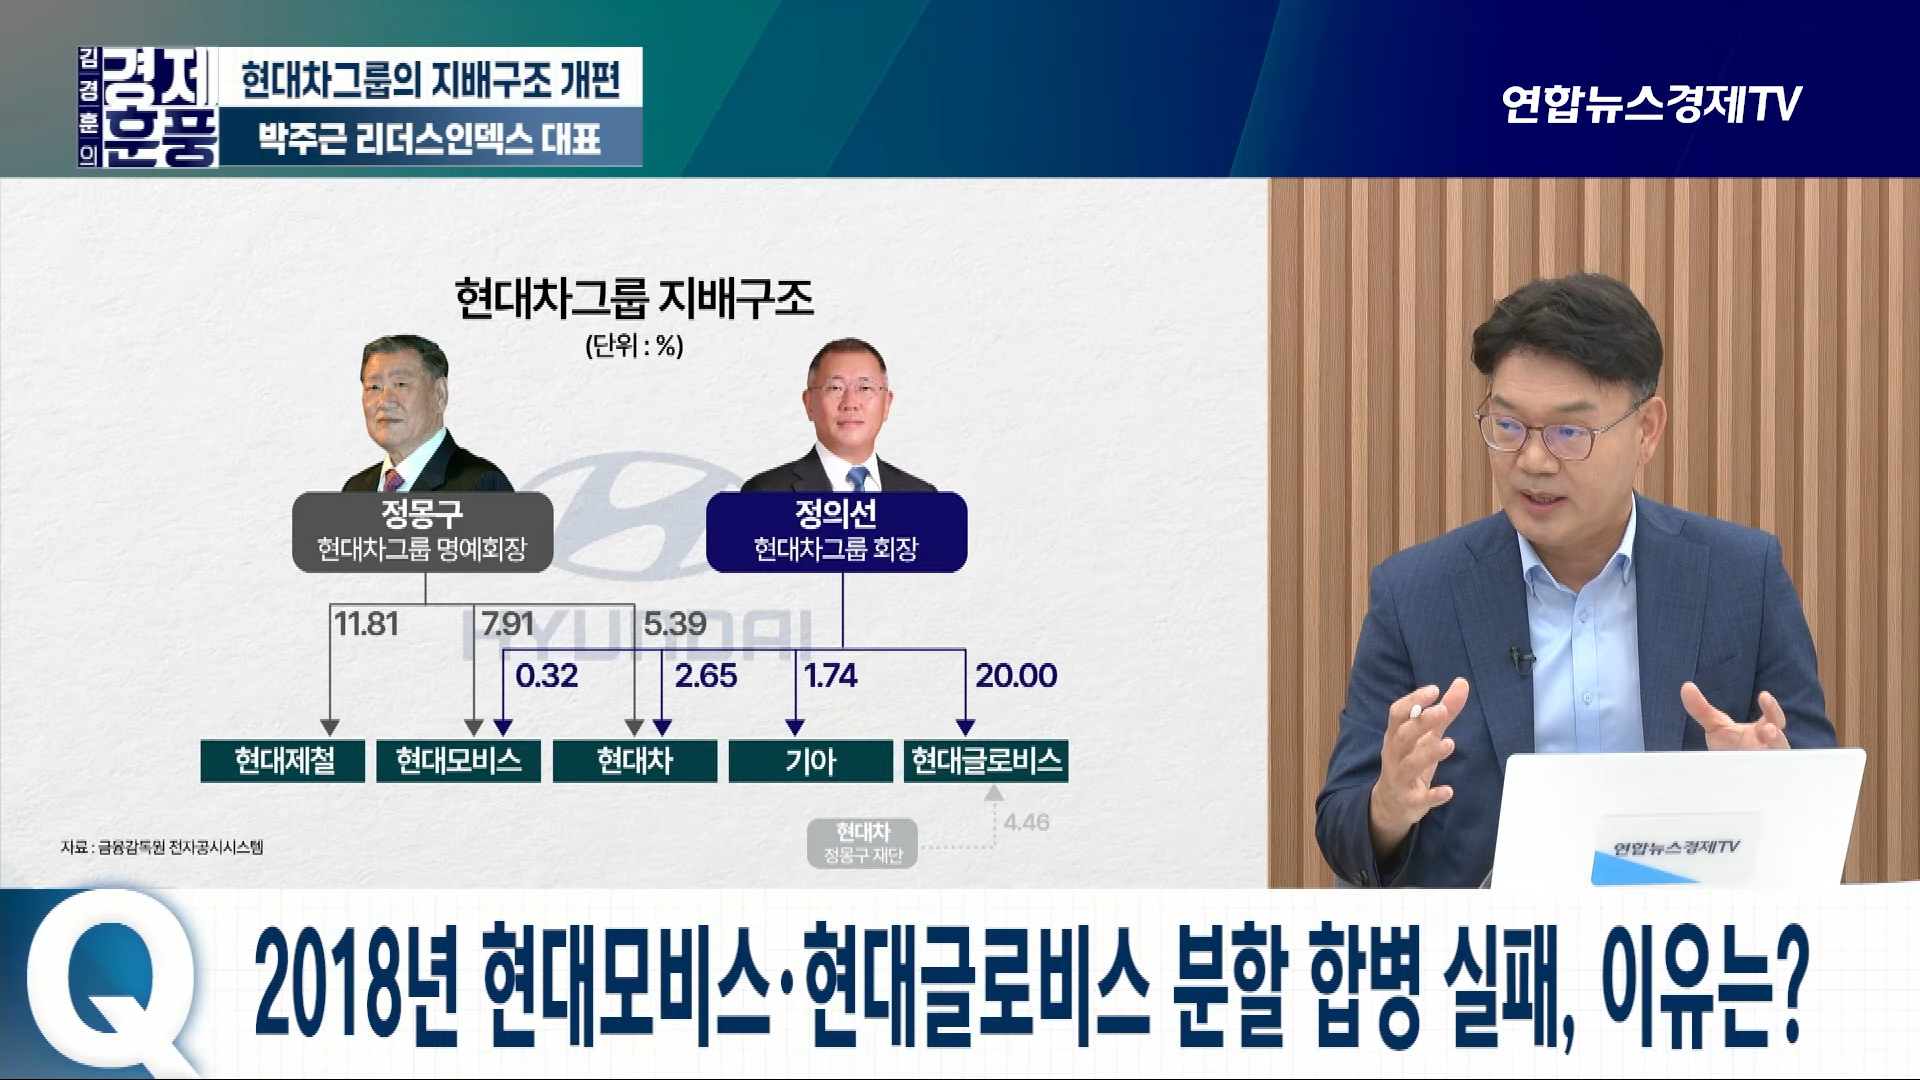 김경훈의
경제
훈풍
현대차그룹의 지배구조 개편
박주근 리더스인덱스 대표
연합뉴스경제TV
현대차그룹 지배구조
(단위 : %)
정몽구
현대차그룹 명예회장
정의선
현대차그룹 회장
HYUNDAI
11.81
7.91
5.39
0.32
2.65
1.74
20.00
현대제철
현대모비스
현대차
기아
현대글로비스
현대차
정몽구 재단
4.46
자료 : 금융감독원 전자공시시스템
연합뉴스경제TV
Q
2018년 현대모비스·현대글로비스 분할 합병 실패, 이유는?